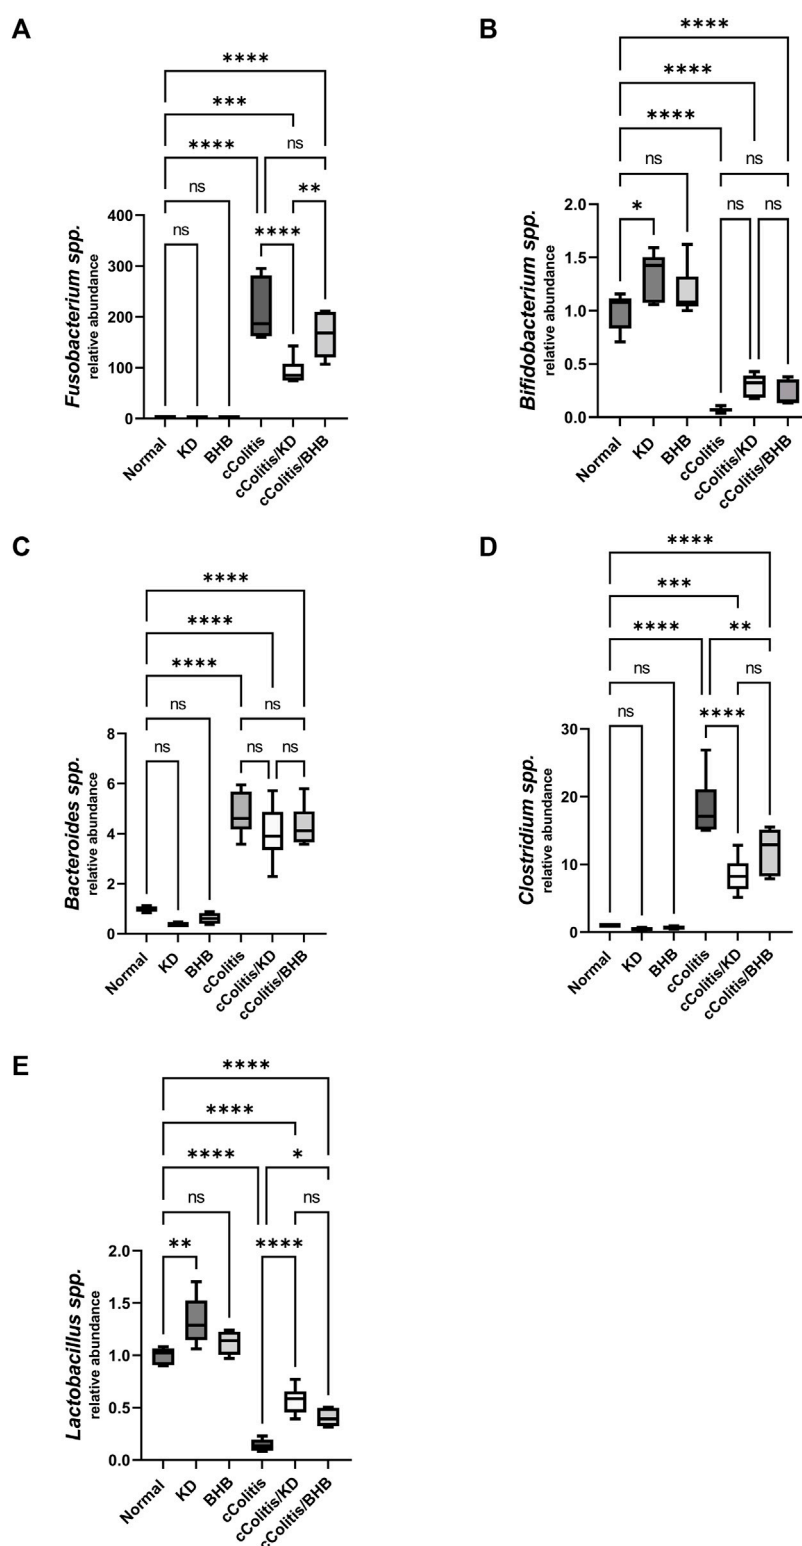 A
****
***
****
ns
ns
**
ns
****
Fusobacterium spp.
relative abundance
400
300
200
100
0
Normal
KD
BHB
cColitis
cColitis/KD
cColitis/BHB
B
****
****
****
ns
ns
*
ns
ns
Bifidobacterium spp.
relative abundance
2.0
1.5
1.0
0.5
0.0
Normal
KD
BHB
cColitis
cColitis/KD
cColitis/BHB
C
****
****
****
ns
ns
ns
ns
ns
Bacteroides spp.
relative abundance
8
6
4
2
0
Normal
KD
BHB
cColitis
cColitis/KD
cColitis/BHB
D
****
***
****
**
ns
ns
ns
****
Clostridium spp.
relative abundance
30
20
10
0
Normal
KD
BHB
cColitis
cColitis/KD
cColitis/BHB
E
****
****
****
*
ns
ns
**
****
Lactobacillus spp.
relative abundance
2.0
1.5
1.0
0.5
0.0
Normal
KD
BHB
cColitis
cColitis/KD
cColitis/BHB